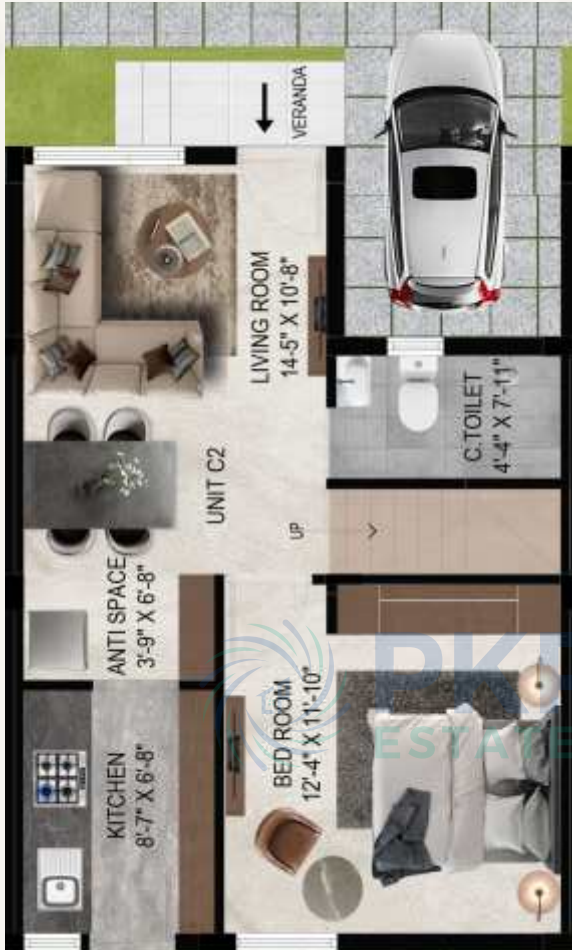 VERANDA
LIVING ROOM
14-5" X 10'-8"
C.TOILET
4'-4" X 7'-11"
UNIT C2
UP
ANTI SPACE
3'-9" X 6'-8"
BED ROOM
12'-4" X 11'-10"
KITCHEN
8'-7" X 6'-8"
ESTATE